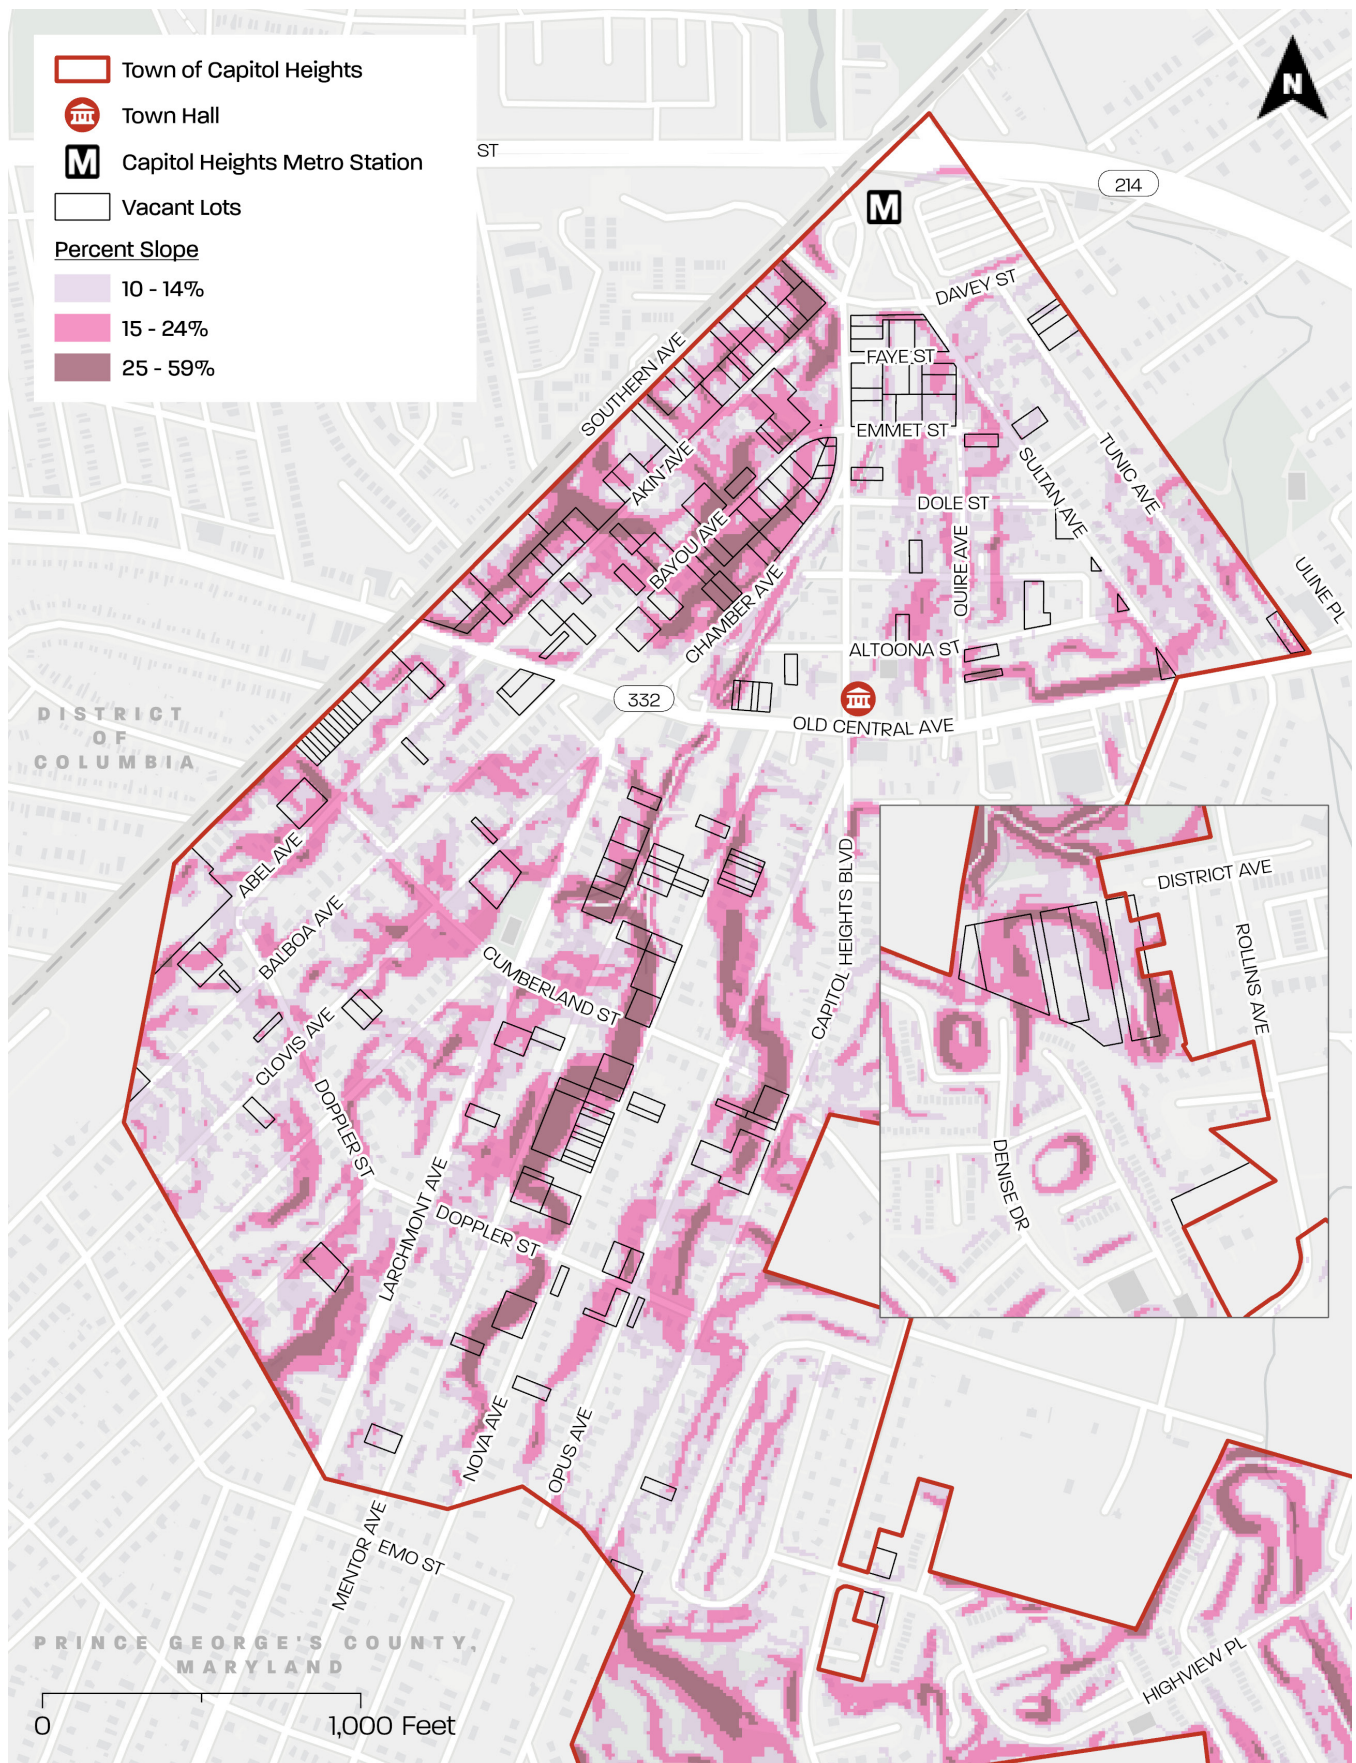 Town of Capitol Heights
Town Hall
M
Capitol Heights Metro Station
Vacant Lots
Percent Slope
10 - 14%
15 - 24%
25 - 59%
N
ST
214
M
DAVEY ST
FAYE ST
EMMET ST
SOUTHERN AVE
AKIN AVE
BAYOU AVE
CHAMBER AVE
DOLE ST
SULTAN AVE
TUNIC AVE
QUIRE AVE
ULINE PL
ALTOONA ST
332
OLD CENTRAL AVE
DISTRICT
OF
COLUMBIA
ABEL AVE
BALBOA AVE
CLOVIS AVE
CUMBERLAND ST
CAPITOL HEIGHTS BLVD
DISTRICT AVE
ROLLINS AVE
DENISE DR
DOPPLER ST
LARCHMONT AVE
DOPPLER ST
NOVA AVE
OPUS AVE
MENTOR AVE
EMO ST
HIGHVIEW PL
PRINCE GEORGE'S COUNTY,
MARYLAND
0
1,000 Feet